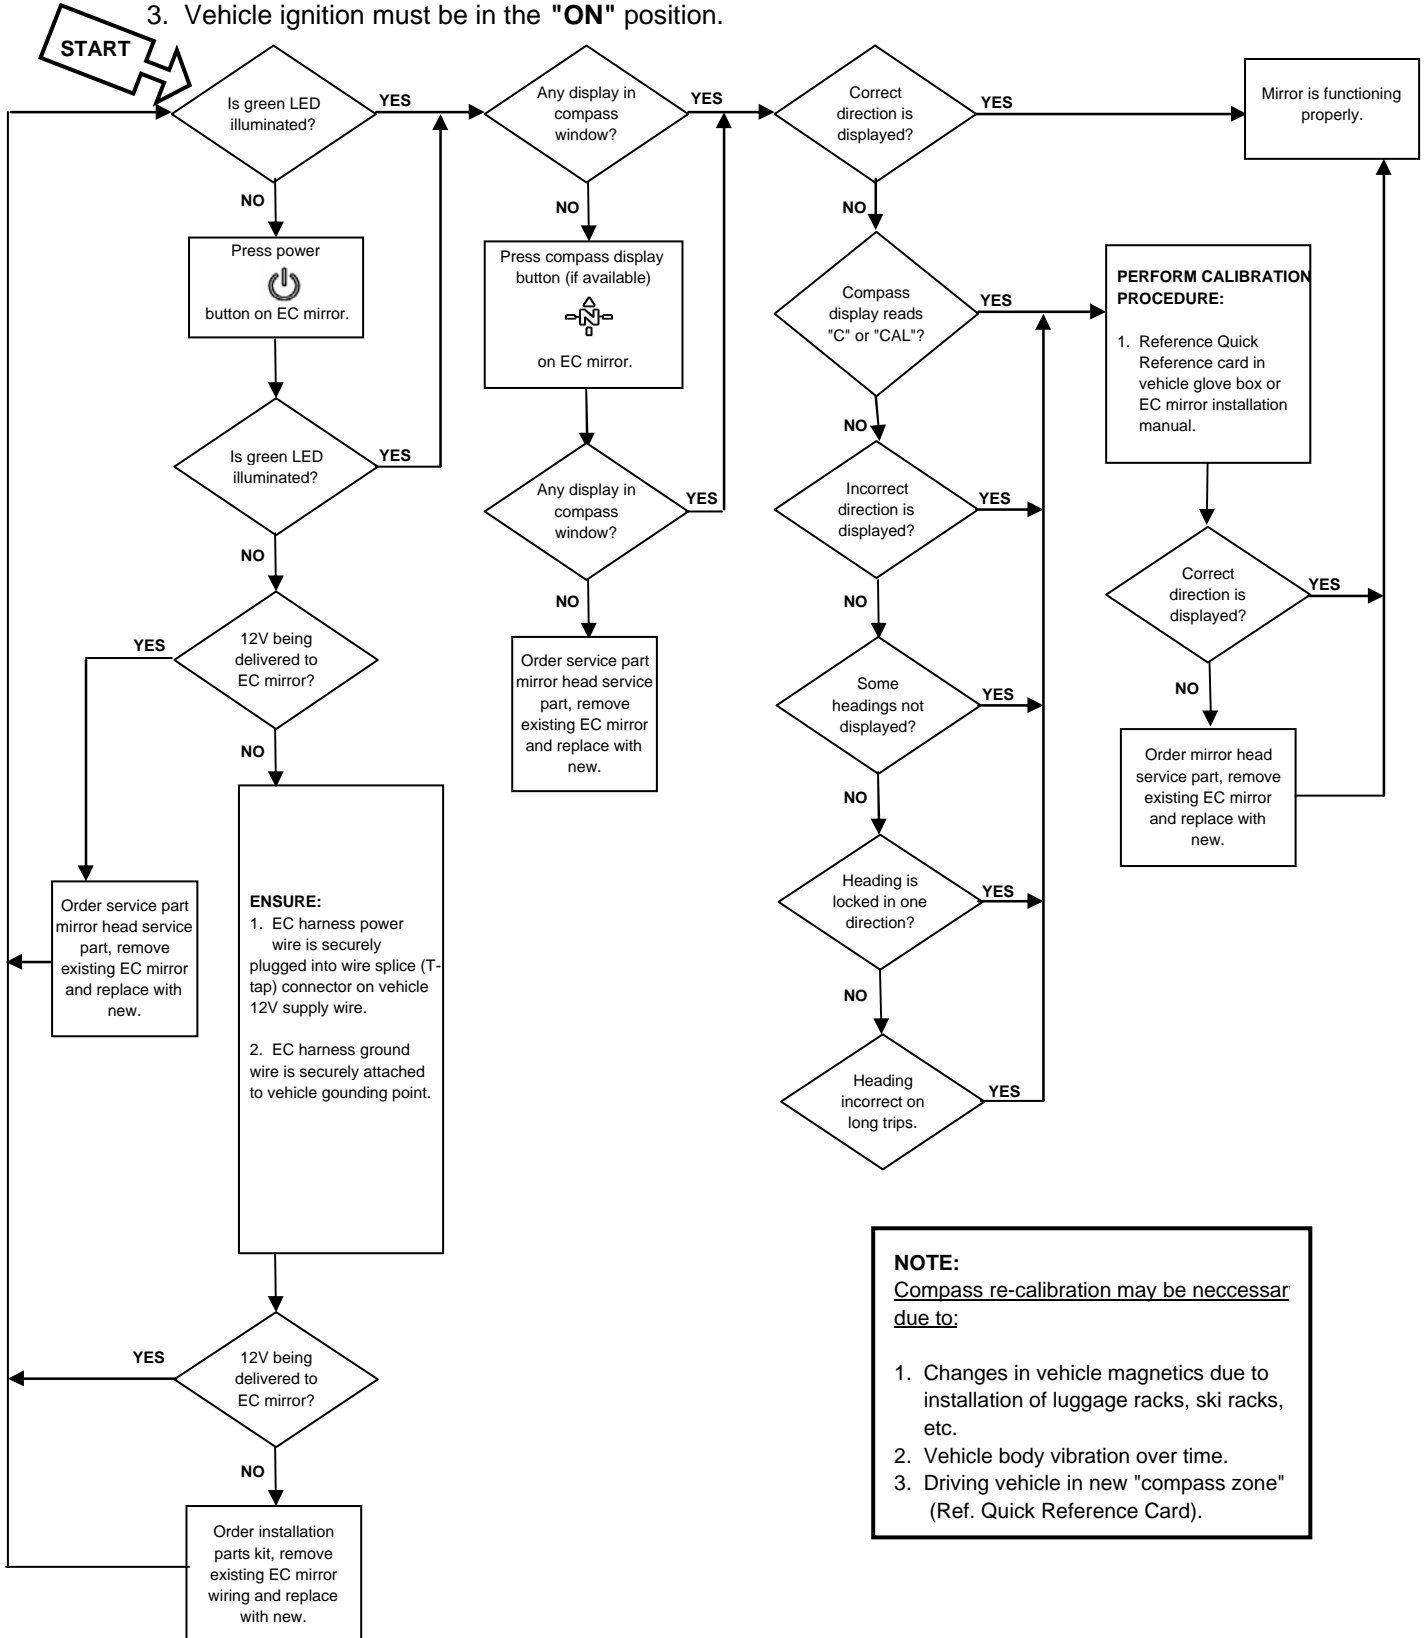 3. Vehicle ignition must be in the "ON" position.
START
Is green LED
illuminated?
YES
NO
Press power
button on EC mirror.
Is green LED
illuminated?
YES
NO
12V being
delivered to
EC mirror?
YES
NO
Order service part
mirror head service
part, remove
existing EC mirror
and replace with
new.
ENSURE:
1. EC harness power
wire is securely
plugged into wire splice (T-
tap) connector on vehicle
12V supply wire.
2. EC harness ground
wire is securely attached
to vehicle gounding point.
12V being
delivered to
EC mirror?
YES
NO
Order installation
parts kit, remove
existing EC mirror
wiring and replace
with new.
Any display in
compass
window?
YES
NO
Press compass display
button (if available)
N
on EC mirror.
Any display in
compass
window?
YES
NO
Order service part
mirror head service
part, remove
existing EC mirror
and replace with
new.
Correct
direction is
displayed?
YES
NO
Mirror is functioning
properly.
Compass
display reads
"C" or "CAL"?
YES
NO
Incorrect
direction is
displayed?
YES
NO
Some
headings not
displayed?
YES
NO
Heading is
locked in one
direction?
YES
NO
Heading
incorrect on
long trips.
YES
PERFORM CALIBRATION
PROCEDURE:
1. Reference Quick
Reference card in
vehicle glove box or
EC mirror installation
manual.
Correct
direction is
displayed?
YES
NO
Order mirror head
service part, remove
existing EC mirror
and replace with
new.
NOTE:
Compass re-calibration may be neccessar
due to:
1. Changes in vehicle magnetics due to
installation of luggage racks, ski racks,
etc.
2. Vehicle body vibration over time.
3. Driving vehicle in new "compass zone"
(Ref. Quick Reference Card).